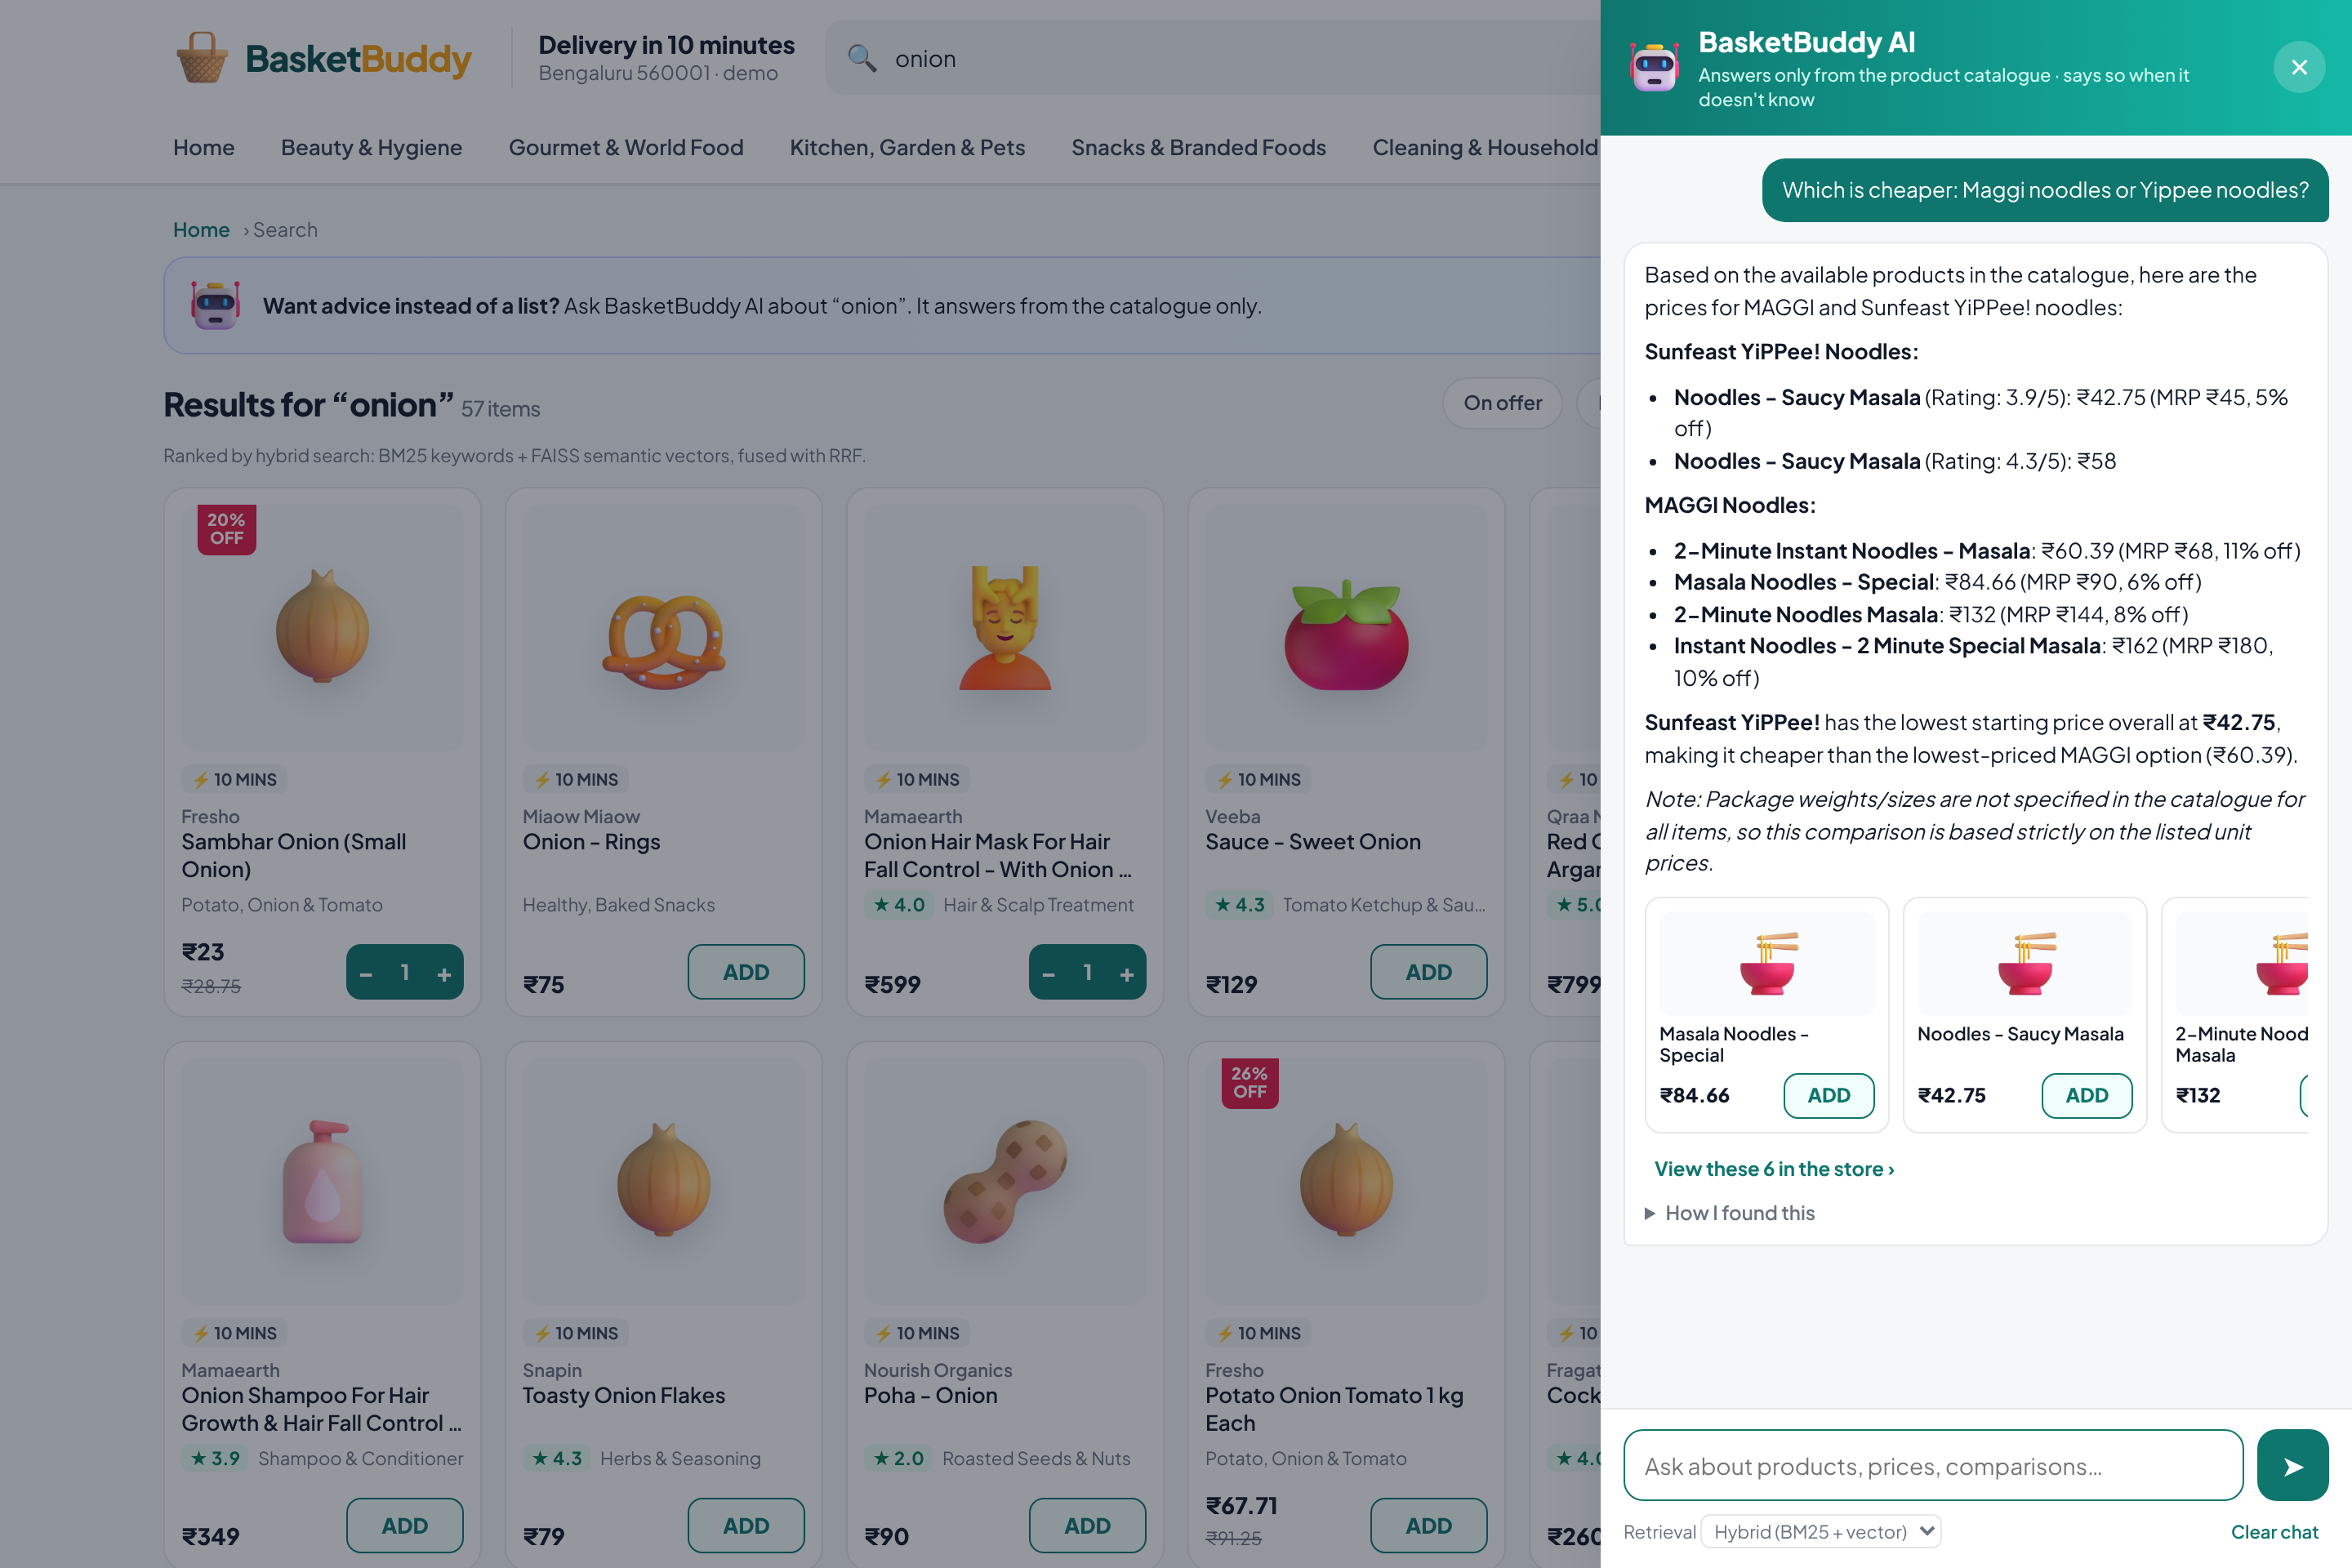 BasketBuddy
Delivery in 10 minutes
Bengaluru 560001 · demo
onion
Home
Beauty & Hygiene
Gourmet & World Food
Kitchen, Garden & Pets
Snacks & Branded Foods
Cleaning & Household
Home › Search
Want advice instead of a list? Ask BasketBuddy AI about “onion”. It answers from the catalogue only.
Results for “onion” 57 items
On offer
Ranked by hybrid search: BM25 keywords + FAISS semantic vectors, fused with RRF.
20%
OFF
10 MINS
Fresho
Sambhar Onion (Small
Onion)
Potato, Onion & Tomato
₹23
₹28.75
− 1 +
10 MINS
Miaow Miaow
Onion - Rings
Healthy, Baked Snacks
₹75
ADD
10 MINS
Mamaearth
Onion Hair Mask For Hair
Fall Control - With Onion ...
★ 4.0 Hair & Scalp Treatment
₹599
− 1 +
10 MINS
Veeba
Sauce - Sweet Onion
★ 4.3 Tomato Ketchup & Sau...
₹129
ADD
10
Qraa
Red
₹799
10 MINS
Mamaearth
Onion Shampoo For Hair
Growth & Hair Fall Control ...
★ 3.9 Shampoo & Conditioner
₹349
ADD
10 MINS
Snapin
Toasty Onion Flakes
★ 4.3 Herbs & Seasoning
₹79
ADD
10 MINS
Nourish Organics
Poha - Onion
★ 2.0 Roasted Seeds & Nuts
₹90
ADD
26%
OFF
10 MINS
Fresho
Potato Onion Tomato 1 kg
Each
Potato, Onion & Tomato
₹67.71
₹91.25
ADD
10
Cock
₹260
BasketBuddy AI
Answers only from the product catalogue · says so when it
doesn't know
✕
Which is cheaper: Maggi noodles or Yippee noodles?
Based on the available products in the catalogue, here are the
prices for MAGGI and Sunfeast YiPPee! noodles:
Sunfeast YiPPee! Noodles:
• Noodles - Saucy Masala (Rating: 3.9/5): ₹42.75 (MRP ₹45, 5%
off)
• Noodles - Saucy Masala (Rating: 4.3/5): ₹58
MAGGI Noodles:
• 2-Minute Instant Noodles - Masala: ₹60.39 (MRP ₹68, 11% off)
• Masala Noodles - Special: ₹84.66 (MRP ₹90, 6% off)
• 2-Minute Noodles Masala: ₹132 (MRP ₹144, 8% off)
• Instant Noodles - 2 Minute Special Masala: ₹162 (MRP ₹180,
10% off)
Sunfeast YiPPee! has the lowest starting price overall at ₹42.75,
making it cheaper than the lowest-priced MAGGI option (₹60.39).
Note: Package weights/sizes are not specified in the catalogue for
all items, so this comparison is based strictly on the listed unit
prices.
Masala Noodles -
Special
₹84.66
ADD
Noodles - Saucy Masala
₹42.75
ADD
2-Minute Nood
Masala
₹132
View these 6 in the store ›
▶ How I found this
Ask about products, prices, comparisons...
Retrieval Hybrid (BM25 + vector)
Clear chat